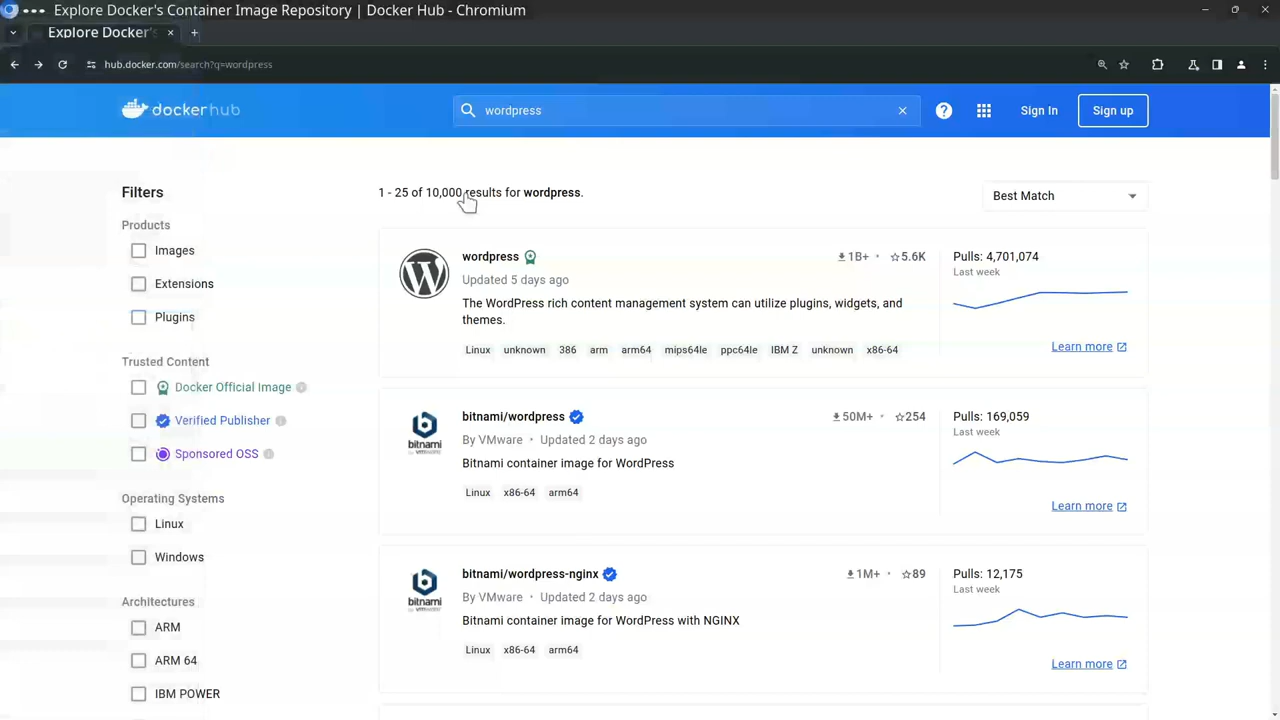 Explore Docker's Container Image Repository | Docker Hub - Chromium
Explore Docker's
hub.docker.com/search?q=wordpress
dockerhub
wordpress
Sign In
Sign up
Filters
Products
Images
Extensions
Plugins
Trusted Content
Docker Official Image
Verified Publisher
Sponsored OSS
Operating Systems
Linux
Windows
Architectures
ARM
ARM 64
IBM POWER
1 - 25 of 10,000 results for wordpress.
Best Match
wordpress
1B+ • 5.6K
Updated 5 days ago
The WordPress rich content management system can utilize plugins, widgets, and
themes.
Linux unknown 386 arm arm64 mips64le ppc64le IBM Z unknown x86-64
Pulls: 4,701,074
Last week
Learn more
bitnami/wordpress
50M+ • 254
By VMware • Updated 2 days ago
Bitnami container image for WordPress
Linux x86-64 arm64
bitnami
by vmware
Pulls: 169,059
Last week
Learn more
bitnami/wordpress-nginx
1M+ • 89
By VMware • Updated 2 days ago
Bitnami container image for WordPress with NGINX
Linux x86-64 arm64
bitnami
by vmware
Pulls: 12,175
Last week
Learn more